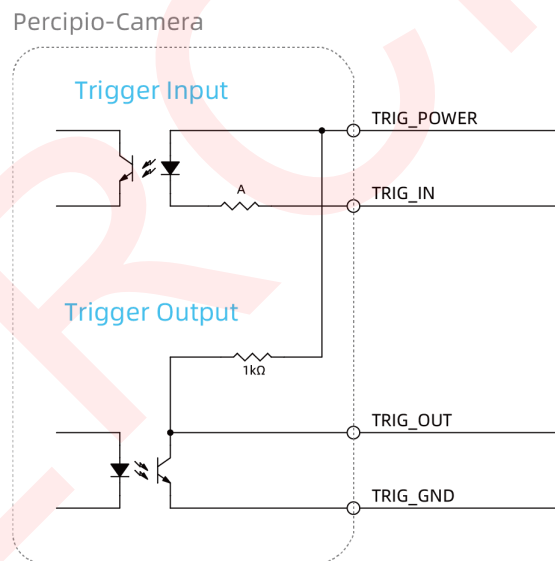 Percipio-Camera
Trigger Input
TRIG_POWER
A
TRIG_IN
Trigger Output
1kΩ
TRIG_OUT
TRIG_GND